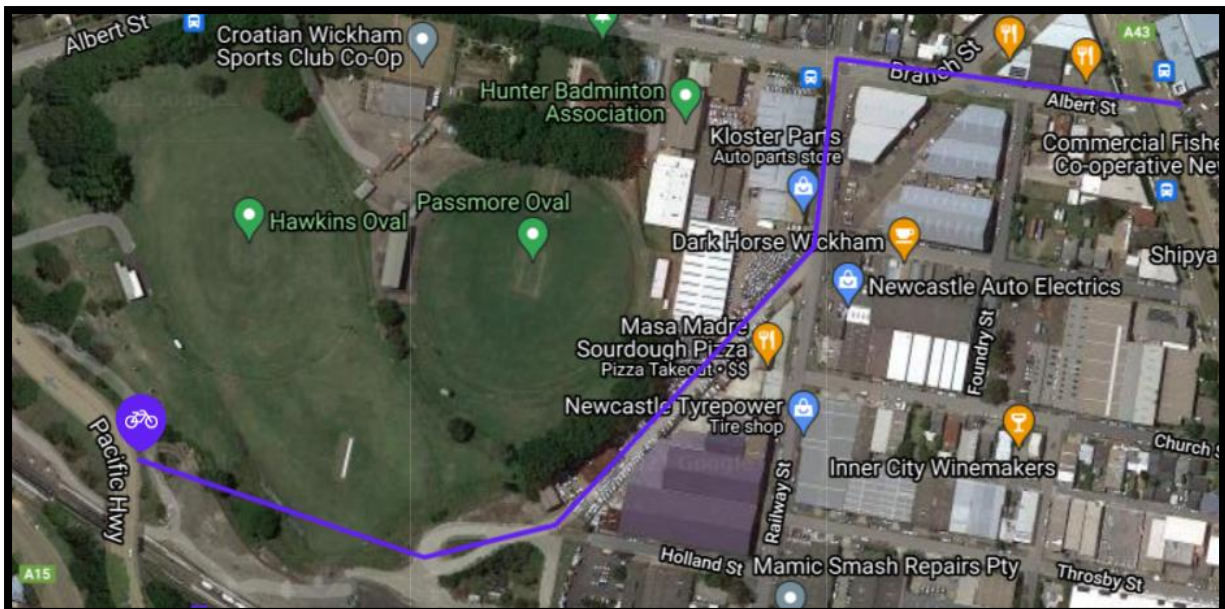 Albert St
Croatian Wickham
Sports Club Co-Op
A43
Branch St
Hunter Badminton
Association
Albert St
Kloster Parts
Auto parts store
Commercial Fishe
Co-operative Ne
Passmore Oval
Hawkins Oval
Dark Horse Wickham
Shipya
Newcastle Auto Electrics
Masa Madre
Sourdough Pizza
Pizza Takeout • $$
Foundry St
Newcastle Tyrepower
Tire shop
Pacific Hwy
Church S
Inner City Winemakers
Google
Railway St
Holland St
Mamic Smash Repairs Pty
A15
Throsby St